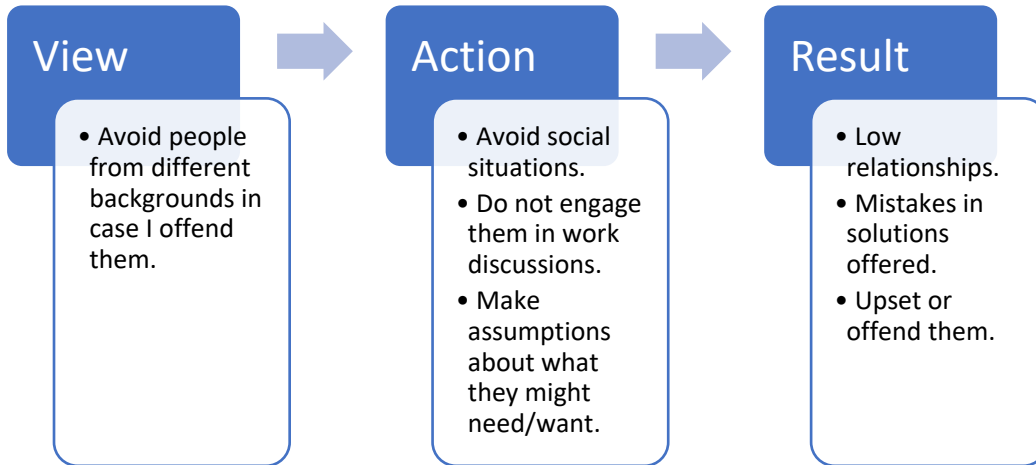 View
• Avoid people
from different
backgrounds in
case I offend
them.
Action
• Avoid social
situations.
• Do not engage
them in work
discussions.
• Make
assumptions
about what
they might
need/want.
Result
• Low
relationships.
• Mistakes in
solutions
offered.
• Upset or
offend them.